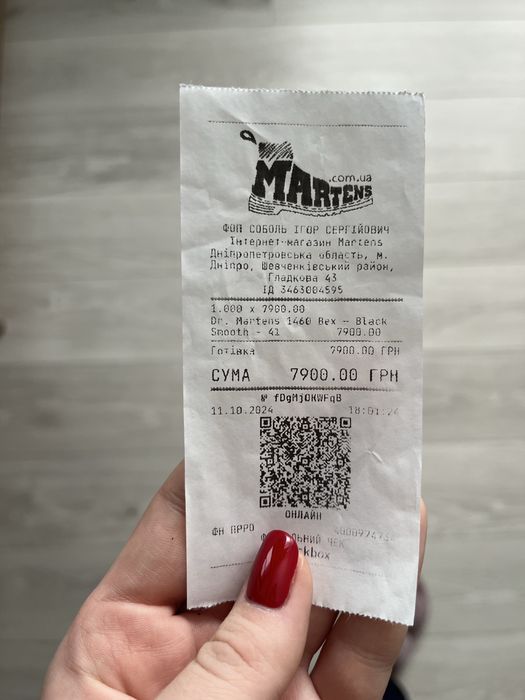 MARTENS.com.ua
ФОП СОБОЛЬ ІГОР СЕРГІЙОВИЧ
Інтернет-магазин Martens
Дніпропетровська область, м.
Дніпро, Шевченківський район,
Гладкова 43
ІД 3463004595
1.000 x 7900.00
Dr. Martens 1460 Bex – Black
Smooth - 41 7900.00
Готівка 7900.00 ГРН
СУМА 7900.00 ГРН
№ fDgMjOKWFqB
11.10.2024 18:01:24
ОНЛАЙН
ФН ПРРО
ЧЕК